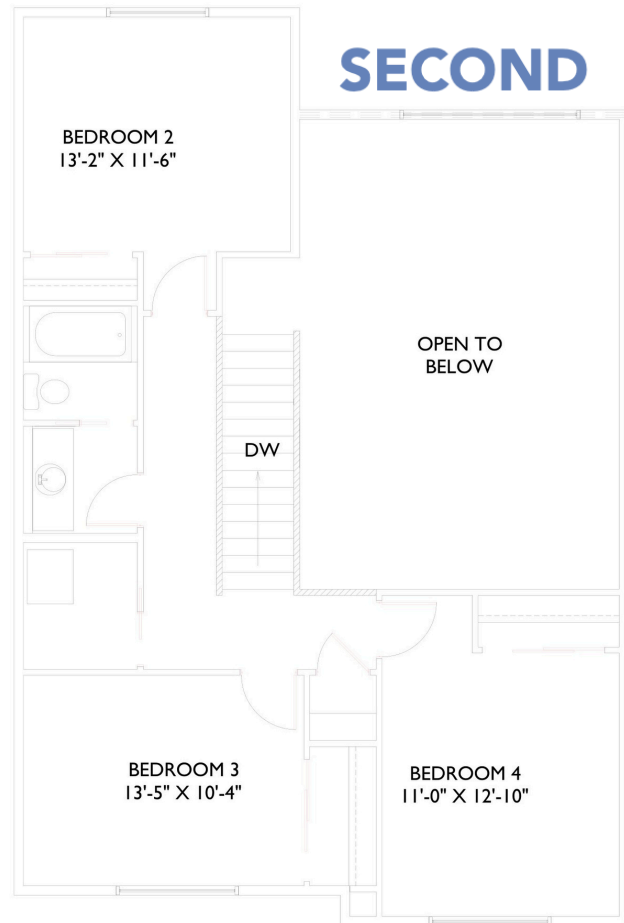 SECOND
BEDROOM 2
13'-2" X 11'-6"
OPEN TO
BELOW
DW
BEDROOM 3
13'-5" X 10'-4"
BEDROOM 4
11'-0" X 12'-10"